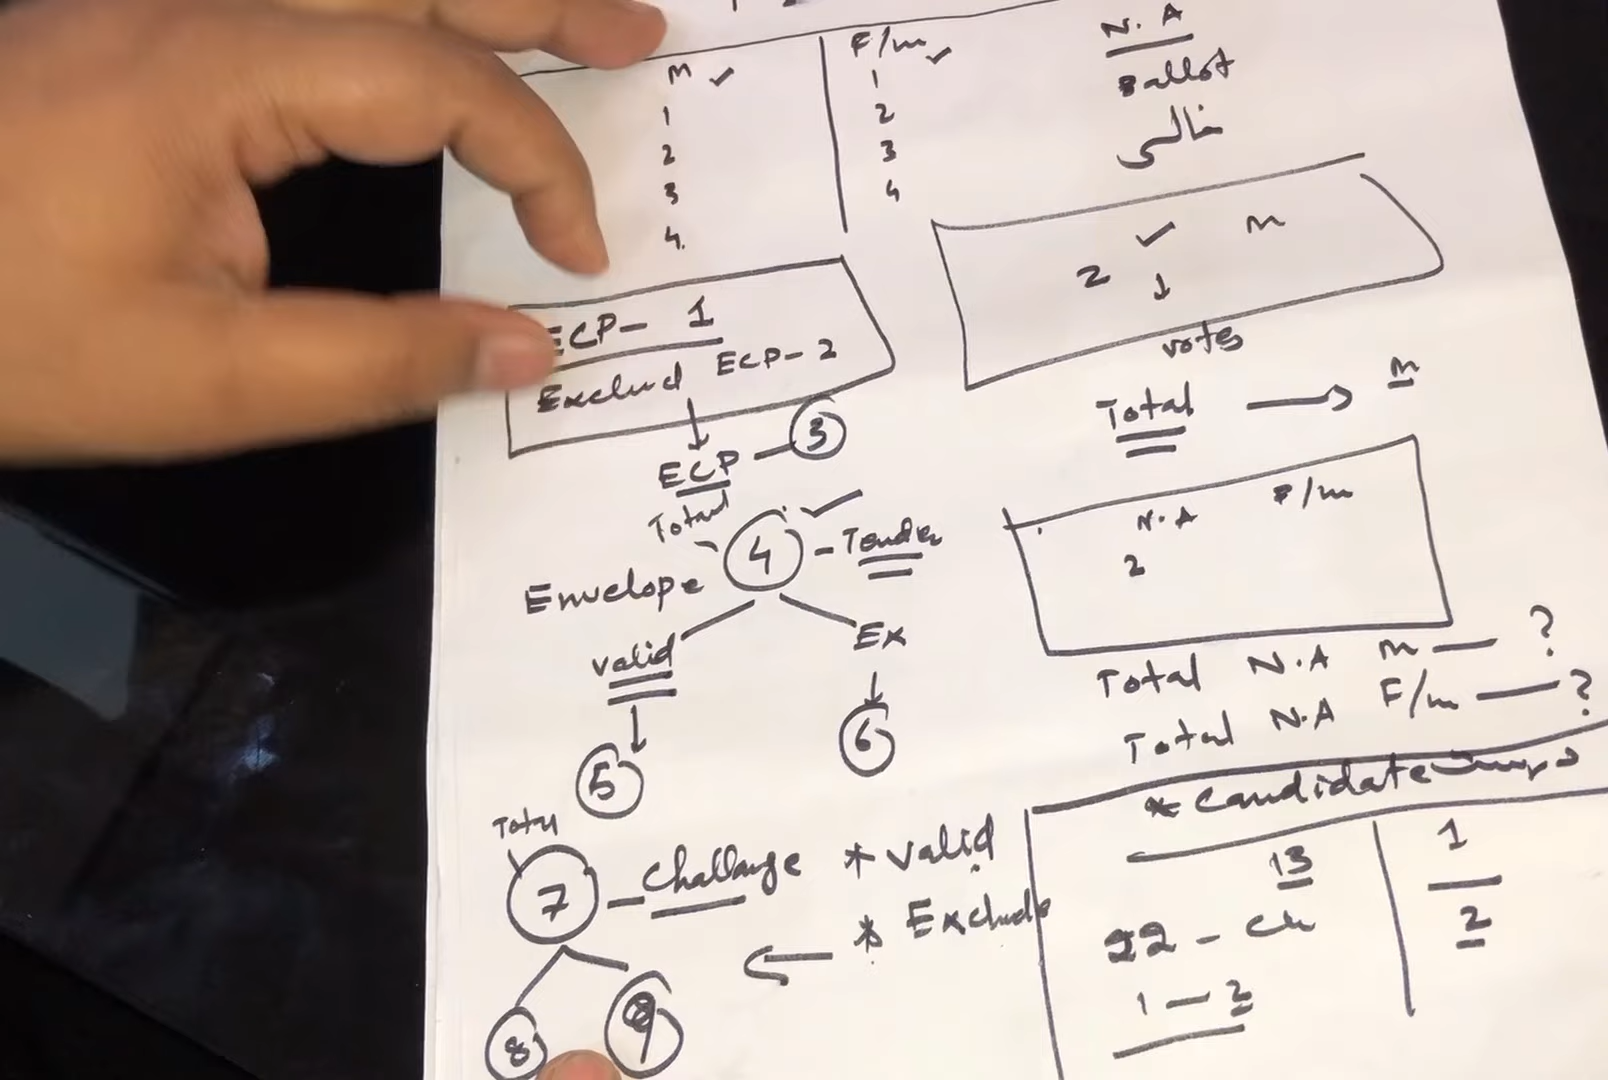 M ✓
1
2
3
4.
F/m ✓
1
2
3
4
N.A
Ballot
خالی
ECP- 1
Exclud ECP-2
ECP - 3
Total
4 - Tender
Envelope
valid
Ex
5
6
Total
7 - Challange
* valid
* Exclude
8
9
✓ m
2 ↓
votes
Total → m
N.A F/m
2
Total N.A m — ?
Total N.A F/m — ?
* Candidate
13
22 - Ch
1 — 2
1
2